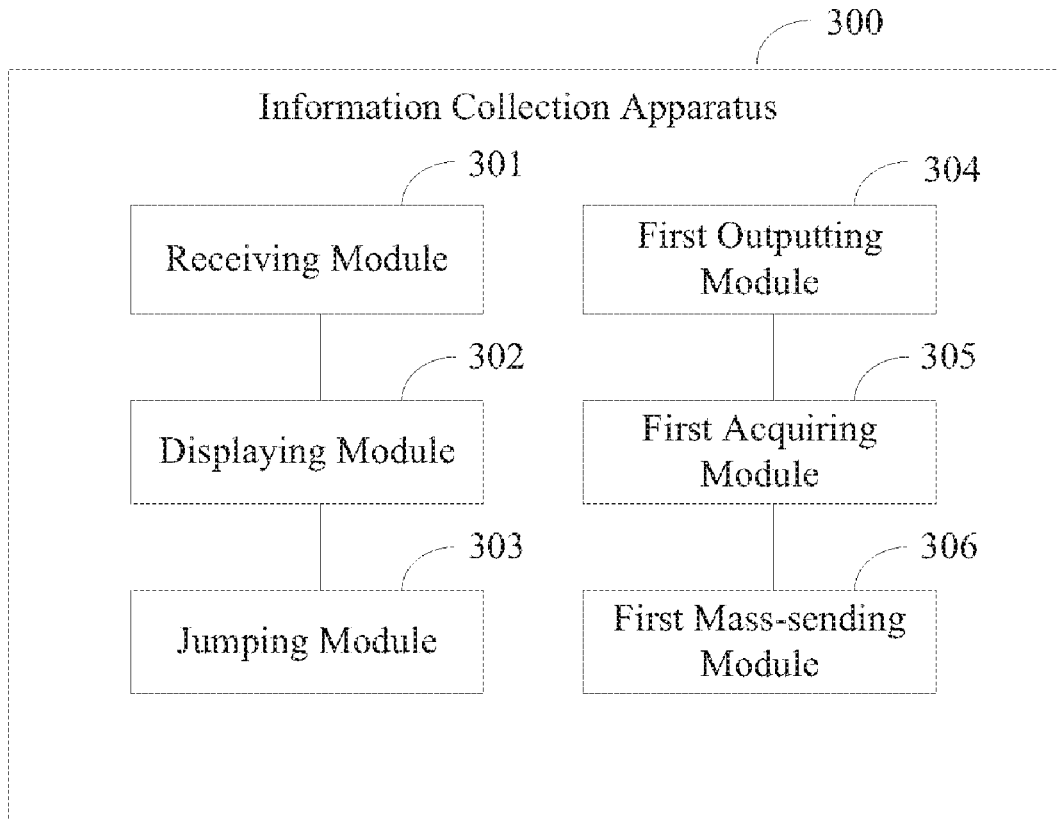 300
Information Collection Apparatus
301
Receiving Module
302
Displaying Module
303
Jumping Module
304
First Outputting
Module
305
First Acquiring
Module
306
First Mass-sending
Module